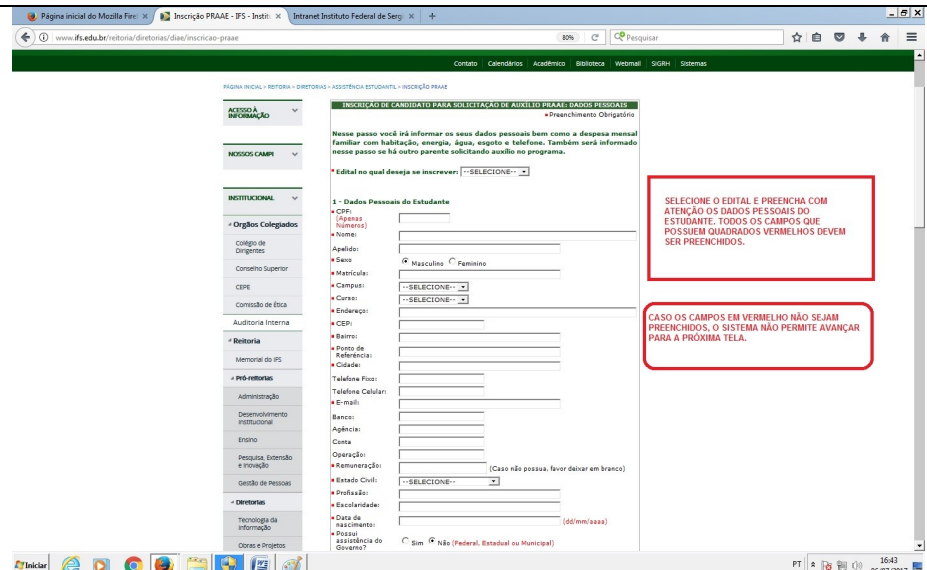 Página inicial do Mozilla Firef
Inscrição PRAAE - IFS - Instit
Intranet Instituto Federal de Sergi
www.ifs.edu.br/reitoria/diretorias/diae/inscricao-praae
80%
Pesquisar
Contato Calendários Acadêmico Biblioteca Webmail SIGRH Sistemas
PÁGINA INICIAL > REITORIA > DIRETORIAS > ASSISTÊNCIA ESTUDANTIL > INSCRIÇÃO PRAAE
ACESSO À INFORMAÇÃO
NOSSOS CAMPI
INSTITUCIONAL
Orgãos Colegiados
Colégio de Dirigentes
Conselho Superior
CEPE
Comissão de Ética
Auditoria Interna
Reitoria
Memorial do IFS
Pró-reitorias
Administração
Desenvolvimento Institucional
Ensino
Pesquisa, Extensão e Inovação
Gestão de Pessoas
Diretorias
Tecnologia da Informação
Obras e Projetos
INSCRIÇÃO DE CANDIDATO PARA SOLICITAÇÃO DE AUXÍLIO PRAAE: DADOS PESSOAIS
Preenchimento Obrigatório
Nesse passo você irá informar os seus dados pessoais bem como a despesa mensal
familiar com habitação, energia, água, esgoto e telefone. Também será informado
nesse passo se há outro parente solicitando auxílio no programa.
Edital no qual deseja se inscrever: --SELECIONE--
1 - Dados Pessoais do Estudante
CPF:
(Apenas
Números)
Nome:
Apelido:
Sexo Masculino Feminino
Matrícula:
Campus: --SELECIONE--
Curso: --SELECIONE--
Endereço:
CEP:
Bairro:
Ponto de
Referência:
Cidade:
Telefone Fixo:
Telefone Celular:
E-mail:
Banco:
Agência:
Conta
Operação:
Remuneração: (Caso não possua, favor deixar em branco)
Estado Civil: --SELECIONE--
Profissão:
Escolaridade:
Data de
nascimento: (dd/mm/aaaa)
Possui
assistência do
Governo? Sim Não (Federal, Estadual ou Municipal)
SELECIONE O EDITAL E PREENCHA COM
ATENÇÃO OS DADOS PESSOAIS DO
ESTUDANTE. TODOS OS CAMPOS QUE
POSSUEM QUADRADOS VERMELHOS DEVEM
SER PREENCHIDOS.
CASO OS CAMPOS EM VERMELHO NÃO SEJAM
PREENCHIDOS, O SISTEMA NÃO PERMITE AVANÇAR
PARA A PRÓXIMA TELA.
Iniciar
PT
16:43
06/07/2017